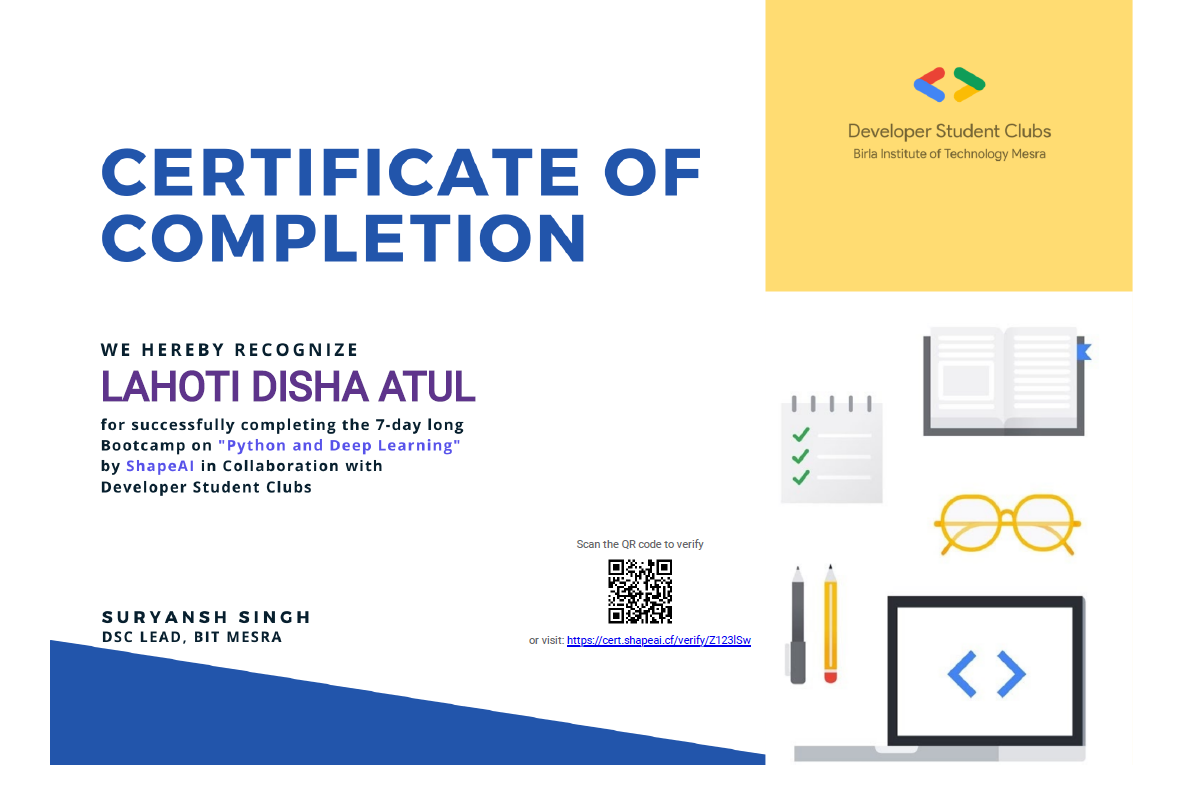 Developer Student Clubs
Birla Institute of Technology Mesra
CERTIFICATE OF
COMPLETION
WE HEREBY RECOGNIZE
LAHOTI DISHA ATUL
for successfully completing the 7-day long
Bootcamp on "Python and Deep Learning"
by ShapeAI in Collaboration with
Developer Student Clubs
Scan the QR code to verify
or visit: https://cert.shapeai.cf/verify/Z123lSw
SURYANSH SINGH
DSC LEAD, BIT MESRA